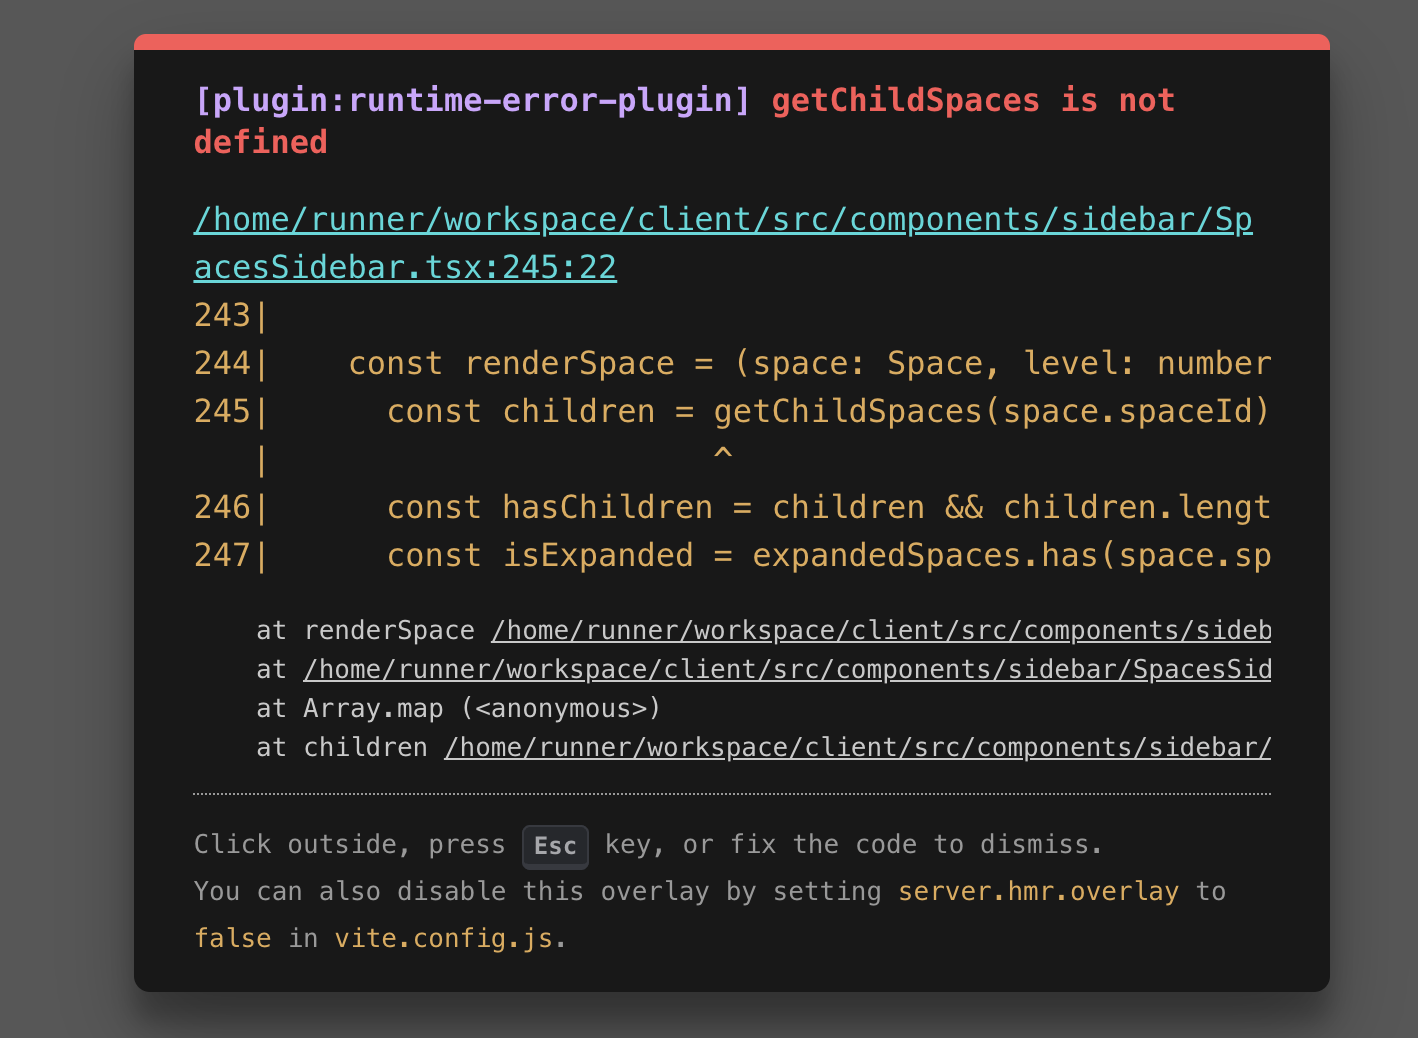 [plugin:runtime-error-plugin] getChildSpaces is not
defined
/home/runner/workspace/client/src/components/sidebar/Sp
acesSidebar.tsx:245:22
243|
244|    const renderSpace = (space: Space, level: number
245|      const children = getChildSpaces(space.spaceId)
   |                       ^
246|      const hasChildren = children && children.lengt
247|      const isExpanded = expandedSpaces.has(space.sp
    at renderSpace /home/runner/workspace/client/src/components/sideb
    at /home/runner/workspace/client/src/components/sidebar/SpacesSid
    at Array.map (<anonymous>)
    at children /home/runner/workspace/client/src/components/sidebar/
Click outside, press Esc key, or fix the code to dismiss.
You can also disable this overlay by setting server.hmr.overlay to
false in vite.config.js.